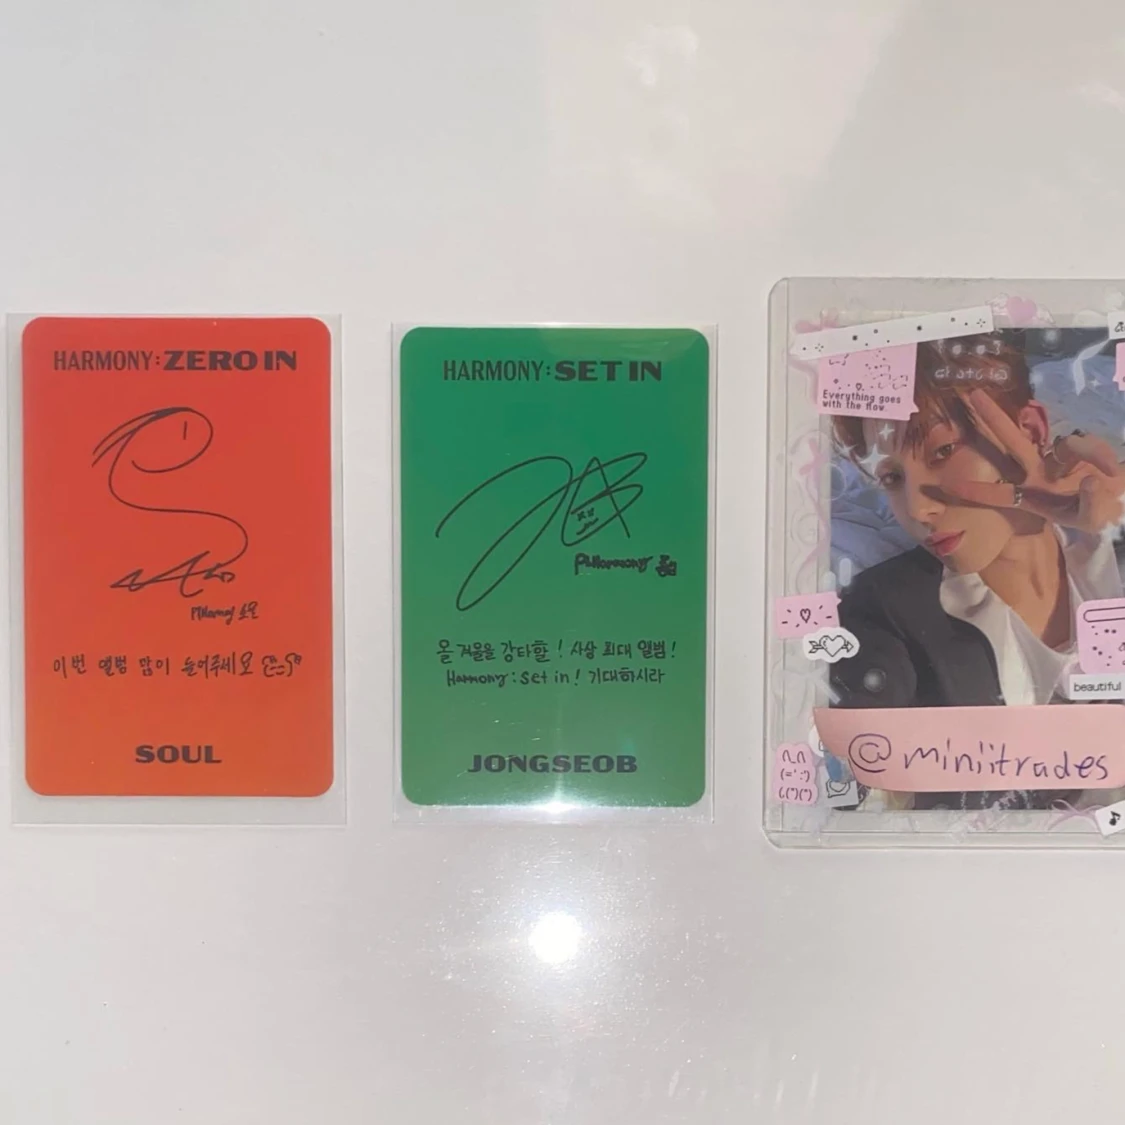 HARMONY: ZERO IN
P1Harmony 소울
이번 앨범 많이 들어주세요
SOUL
HARMONY: SET IN
P1Harmony 종섭
올 겨울을 강타할! 사상 최대 앨범!
Harmony: Set in! 기대하시라
JONGSEOB
Everything goes
with the flow.
beautiful
@miniitrades